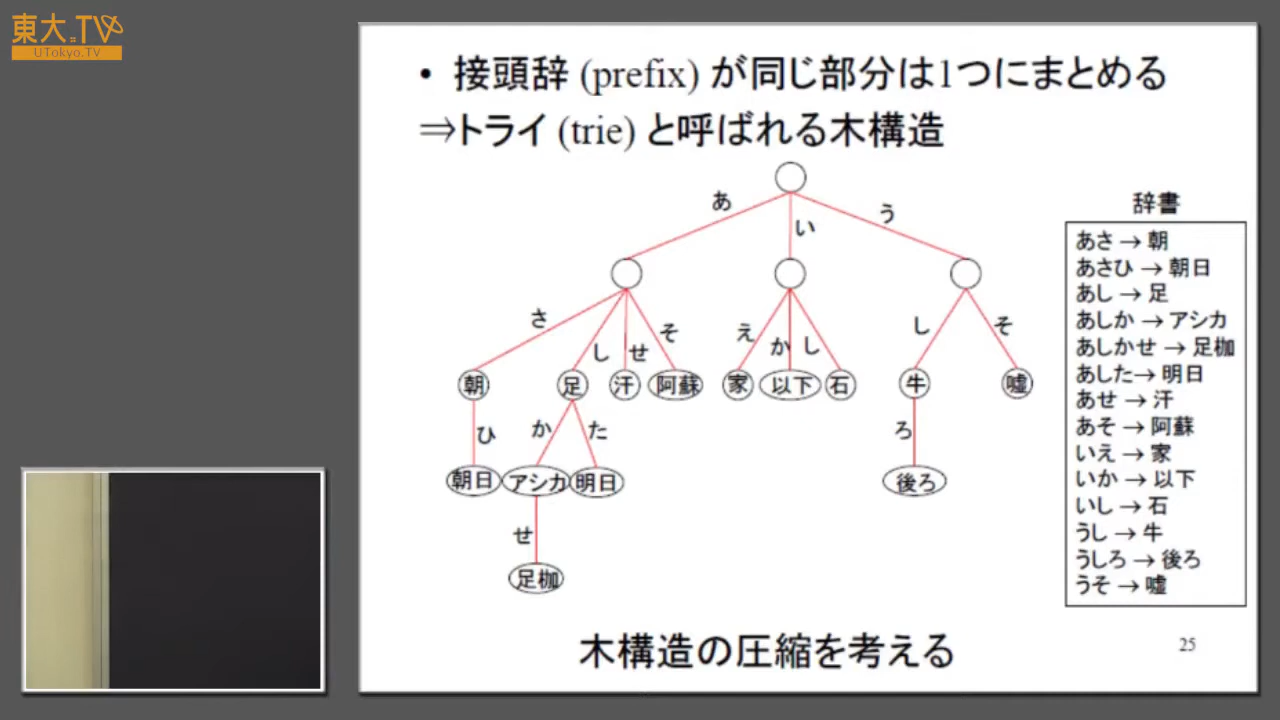 東大TV
UTokyo.TV
• 接頭辞 (prefix) が同じ部分は1つにまとめる
⇒トライ (trie) と呼ばれる木構造
あ
い
う
さ
し
せ
そ
え
か
し
し
そ
朝
足
汗
阿蘇
家
以下
石
牛
嘘
ひ
か
た
ろ
朝日
アシカ
明日
後ろ
せ
足枷
辞書
あさ → 朝
あさひ → 朝日
あし → 足
あしか → アシカ
あしかせ → 足枷
あした→ 明日
あせ → 汗
あそ → 阿蘇
いえ → 家
いか → 以下
いし → 石
うし → 牛
うしろ → 後ろ
うそ → 嘘
木構造の圧縮を考える
25